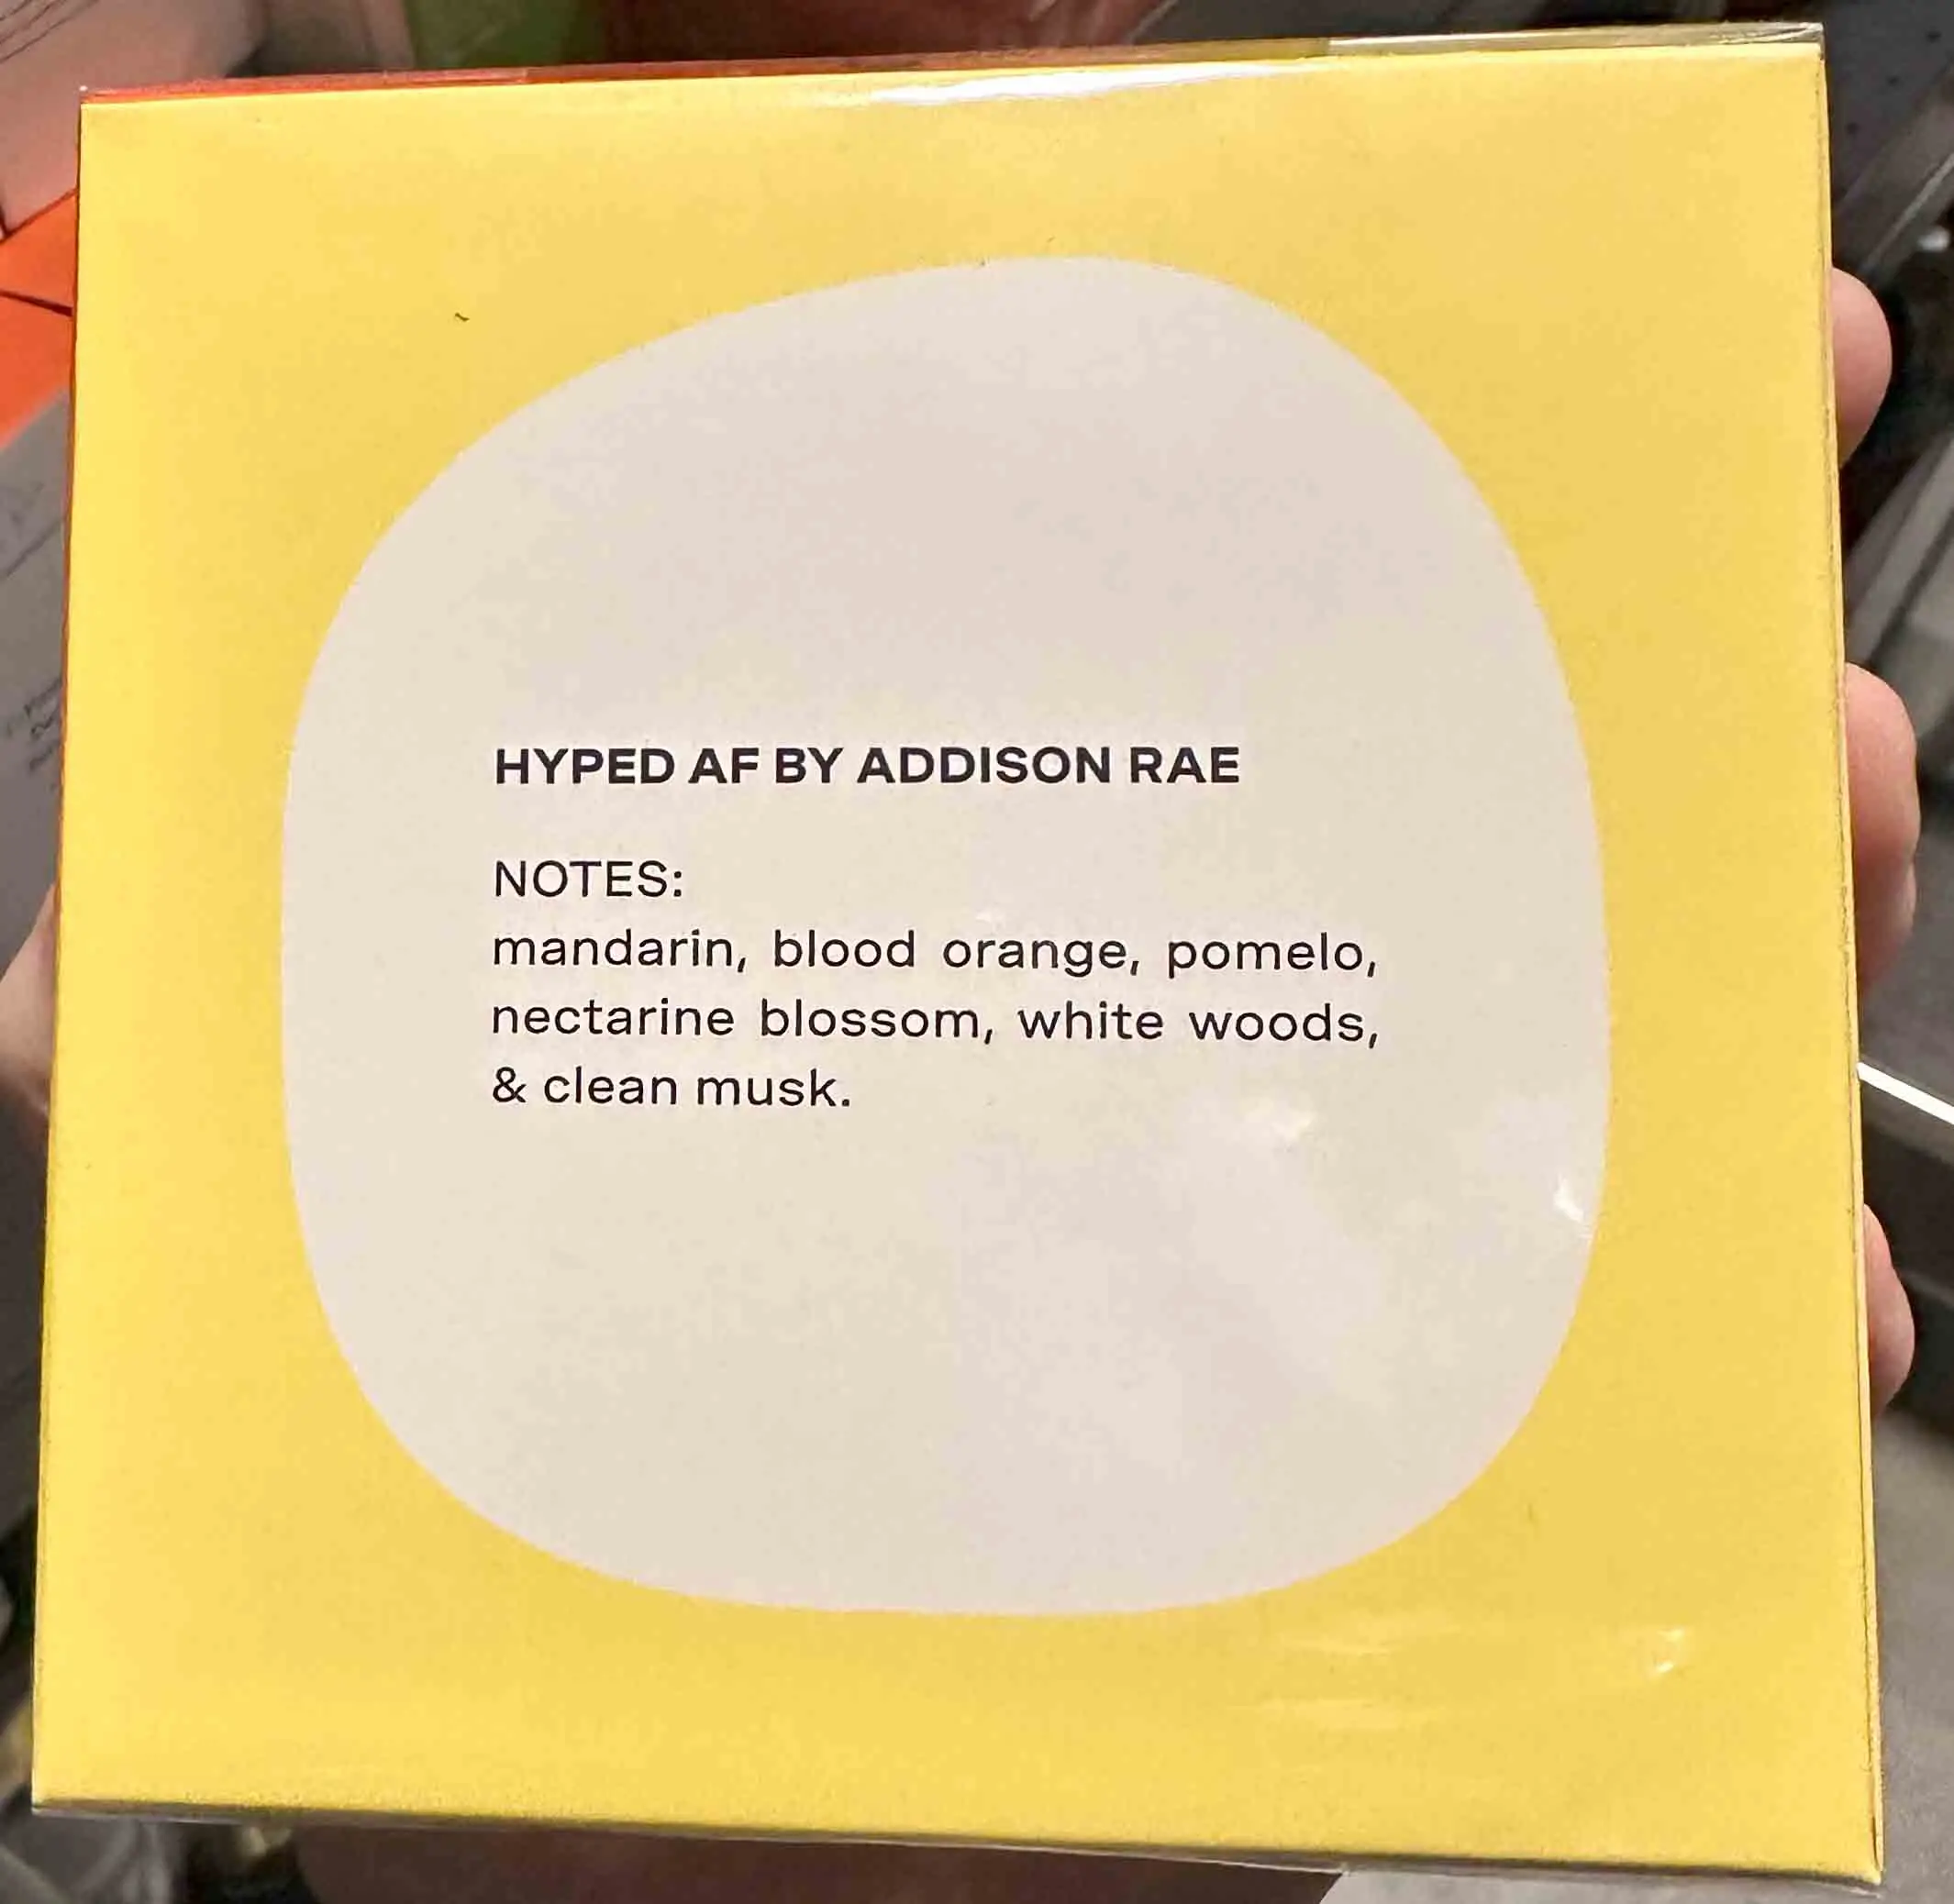 HYPED AF BY ADDISON RAE
NOTES:
mandarin, blood orange, pomelo,
nectarine blossom, white woods,
& clean musk.